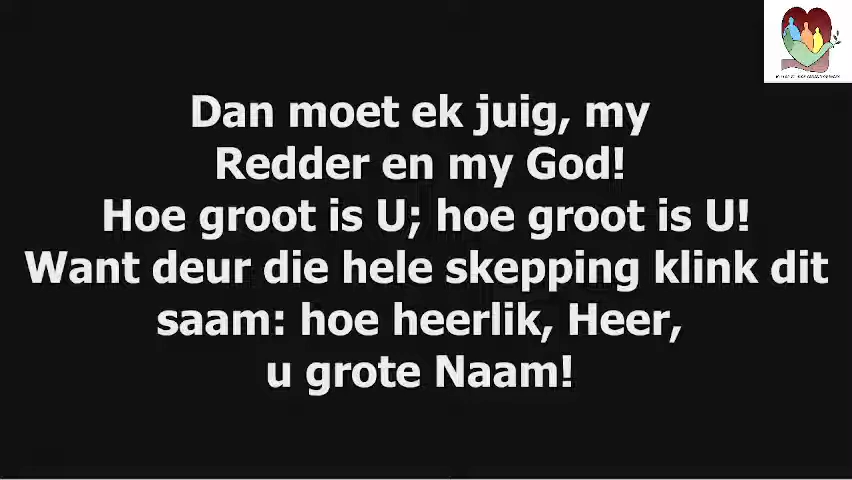 Dan moet ek juig, my
Redder en my God!
Hoe groot is U; hoe groot is U!
Want deur die hele skepping klink dit
saam: hoe heerlik, Heer,
u grote Naam!